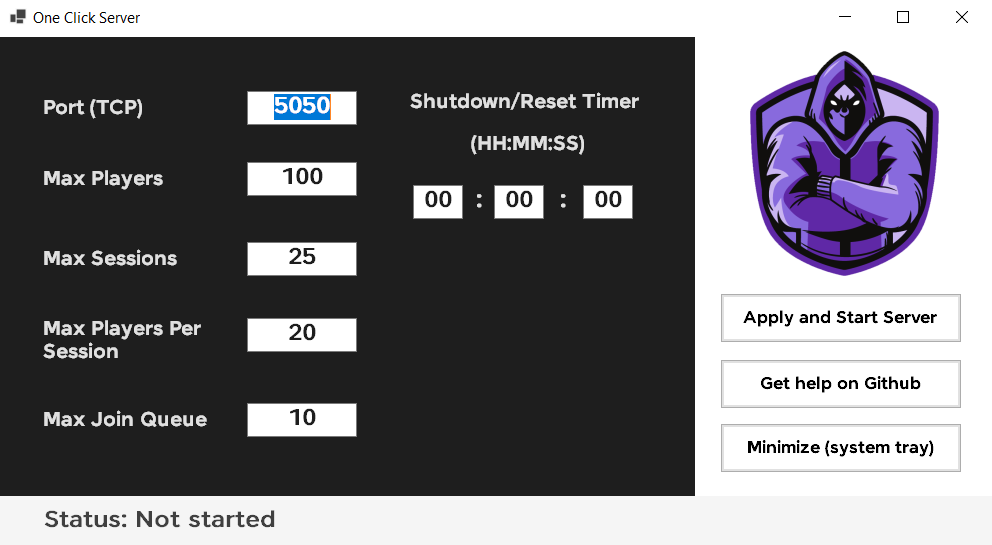 One Click Server
Port (TCP)
5050
Max Players
100
Max Sessions
25
Max Players Per
Session
20
Max Join Queue
10
Shutdown/Reset Timer
(HH:MM:SS)
00 : 00 : 00
Apply and Start Server
Get help on Github
Minimize (system tray)
Status: Not started